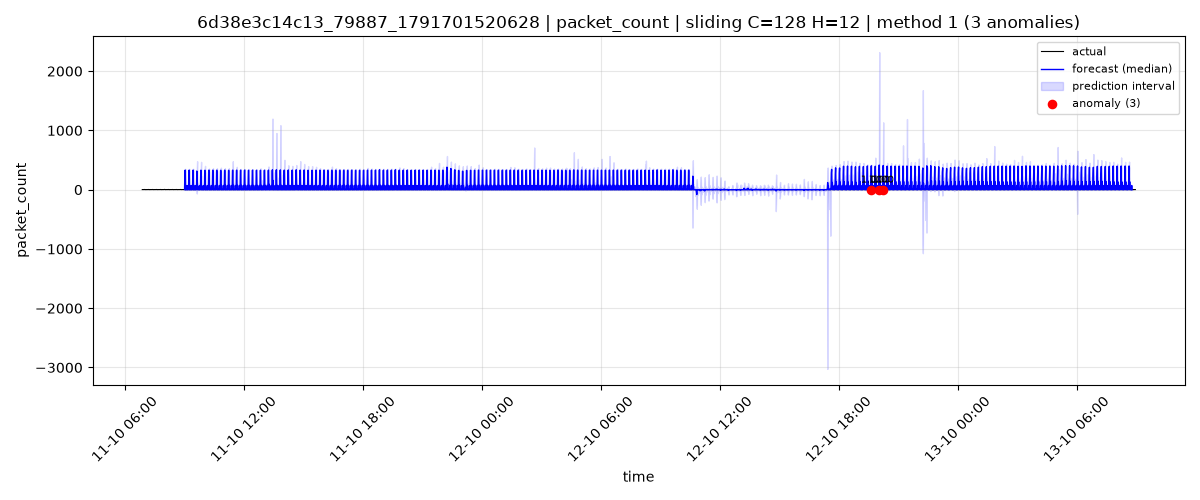 6d38e3c14c13_79887_1791701520628 | packet_count | sliding C=128 H=12 | method 1 (3 anomalies)
actual
forecast (median)
prediction interval
anomaly (3)
packet_count
2000
1000
0
−1000
−2000
−3000
11-10 06:00
11-10 12:00
11-10 18:00
12-10 00:00
12-10 06:00
12-10 12:00
12-10 18:00
13-10 00:00
13-10 06:00
time